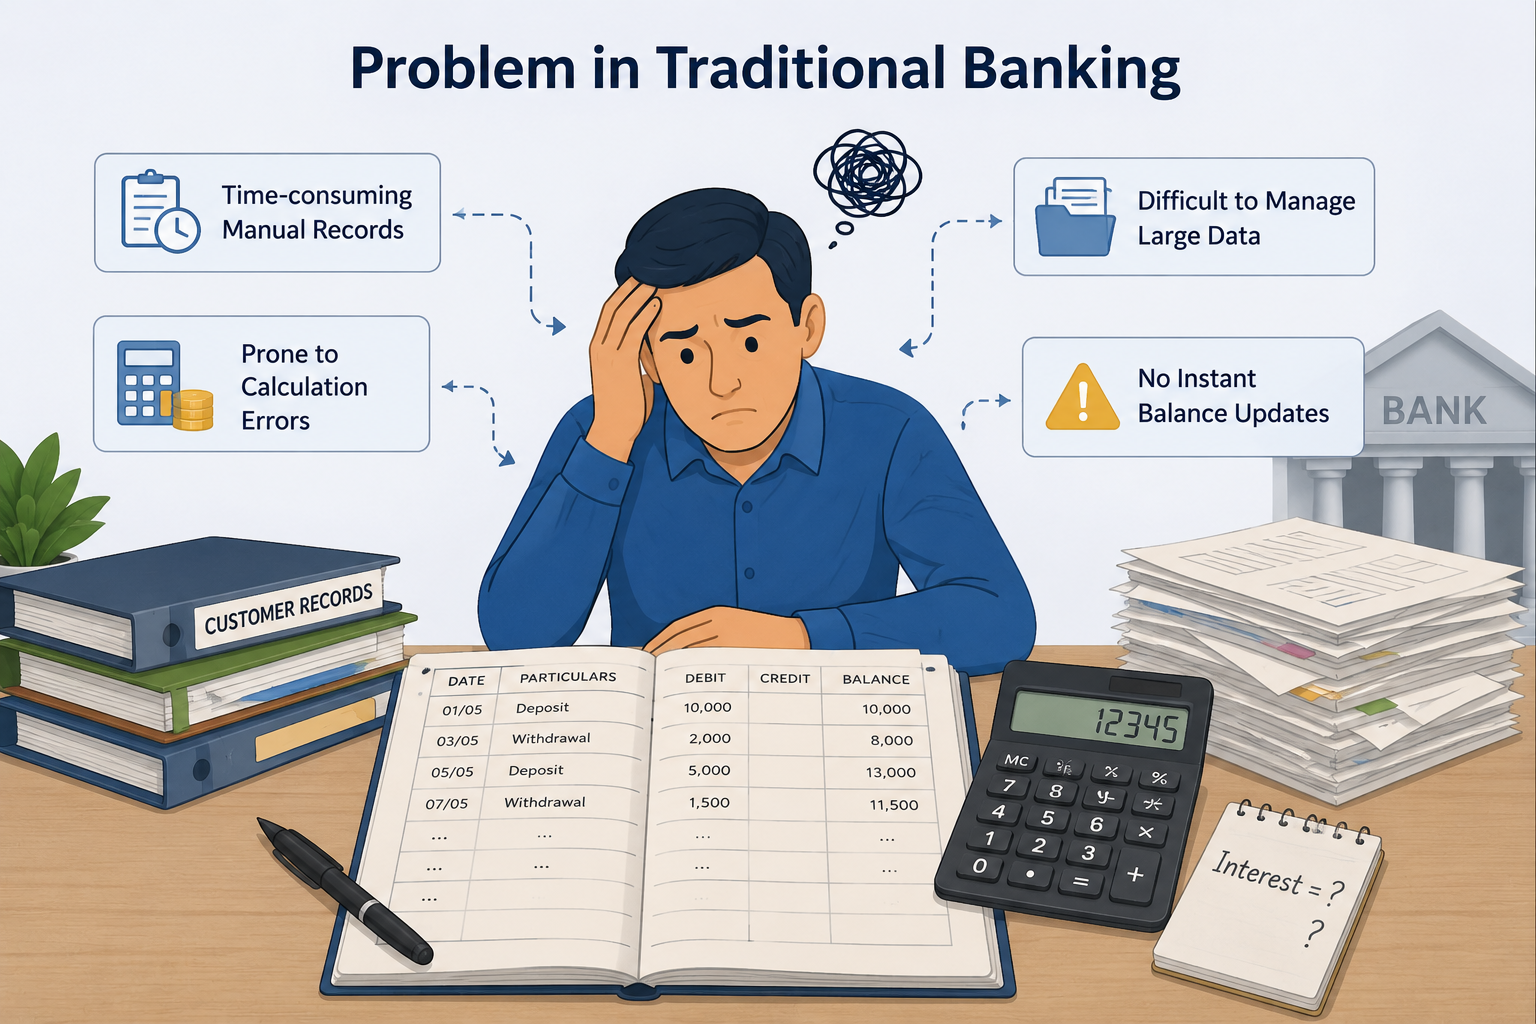 Problem in Traditional Banking
Time-consuming
Manual Records
Prone to
Calculation
Errors
Difficult to Manage
Large Data
No Instant
Balance Updates
BANK
CUSTOMER RECORDS
DATE PARTICULARS DEBIT CREDIT BALANCE
01/05 Deposit 10,000 10,000
03/05 Withdrawal 2,000 8,000
05/05 Deposit 5,000 13,000
07/05 Withdrawal 1,500 11,500
... ... ... ...
... ... ...
...
12345
MC %
7 8
4 5 6 ×
1 2 3 +
0 . =
Interest = ?
?